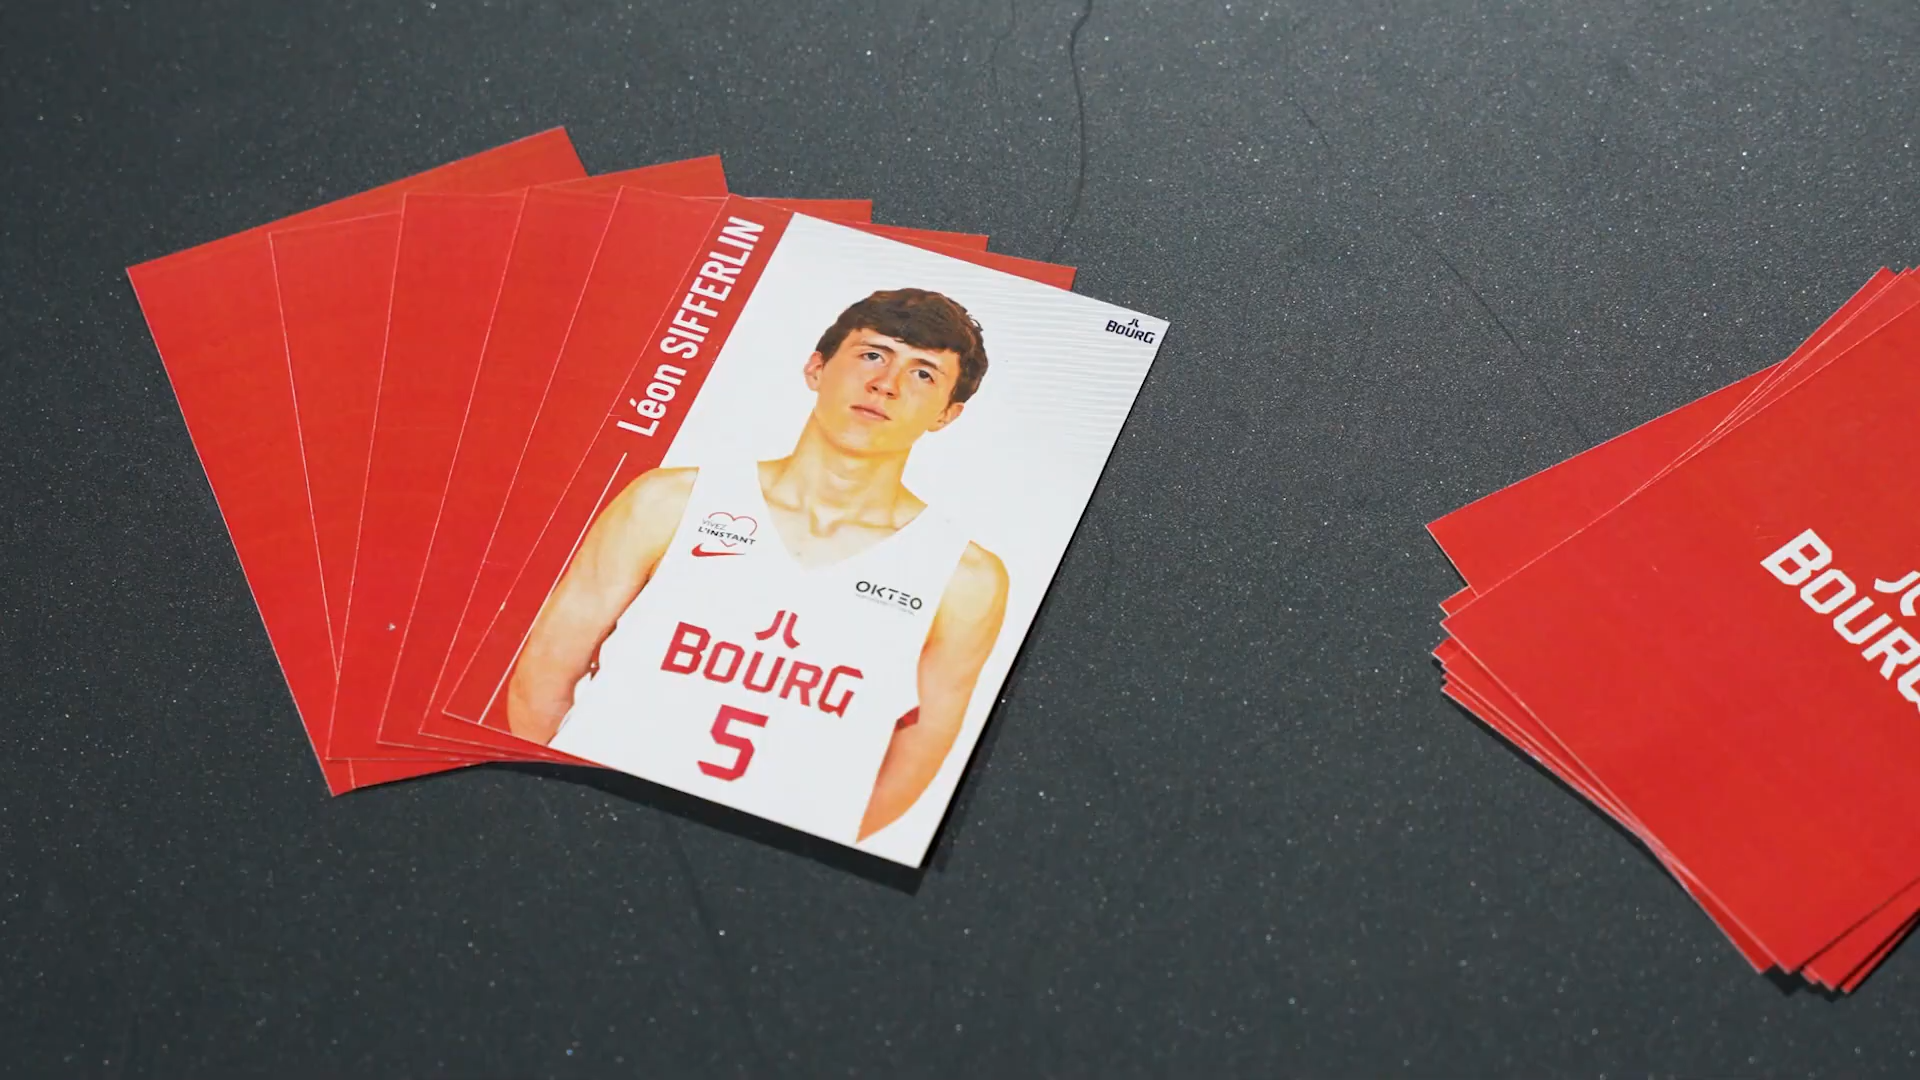 Léon SIFFERLIN
JL
BOURG
VIVEZ
L'INSTANT
OKTEO
JL
BOURG
5
BOURG